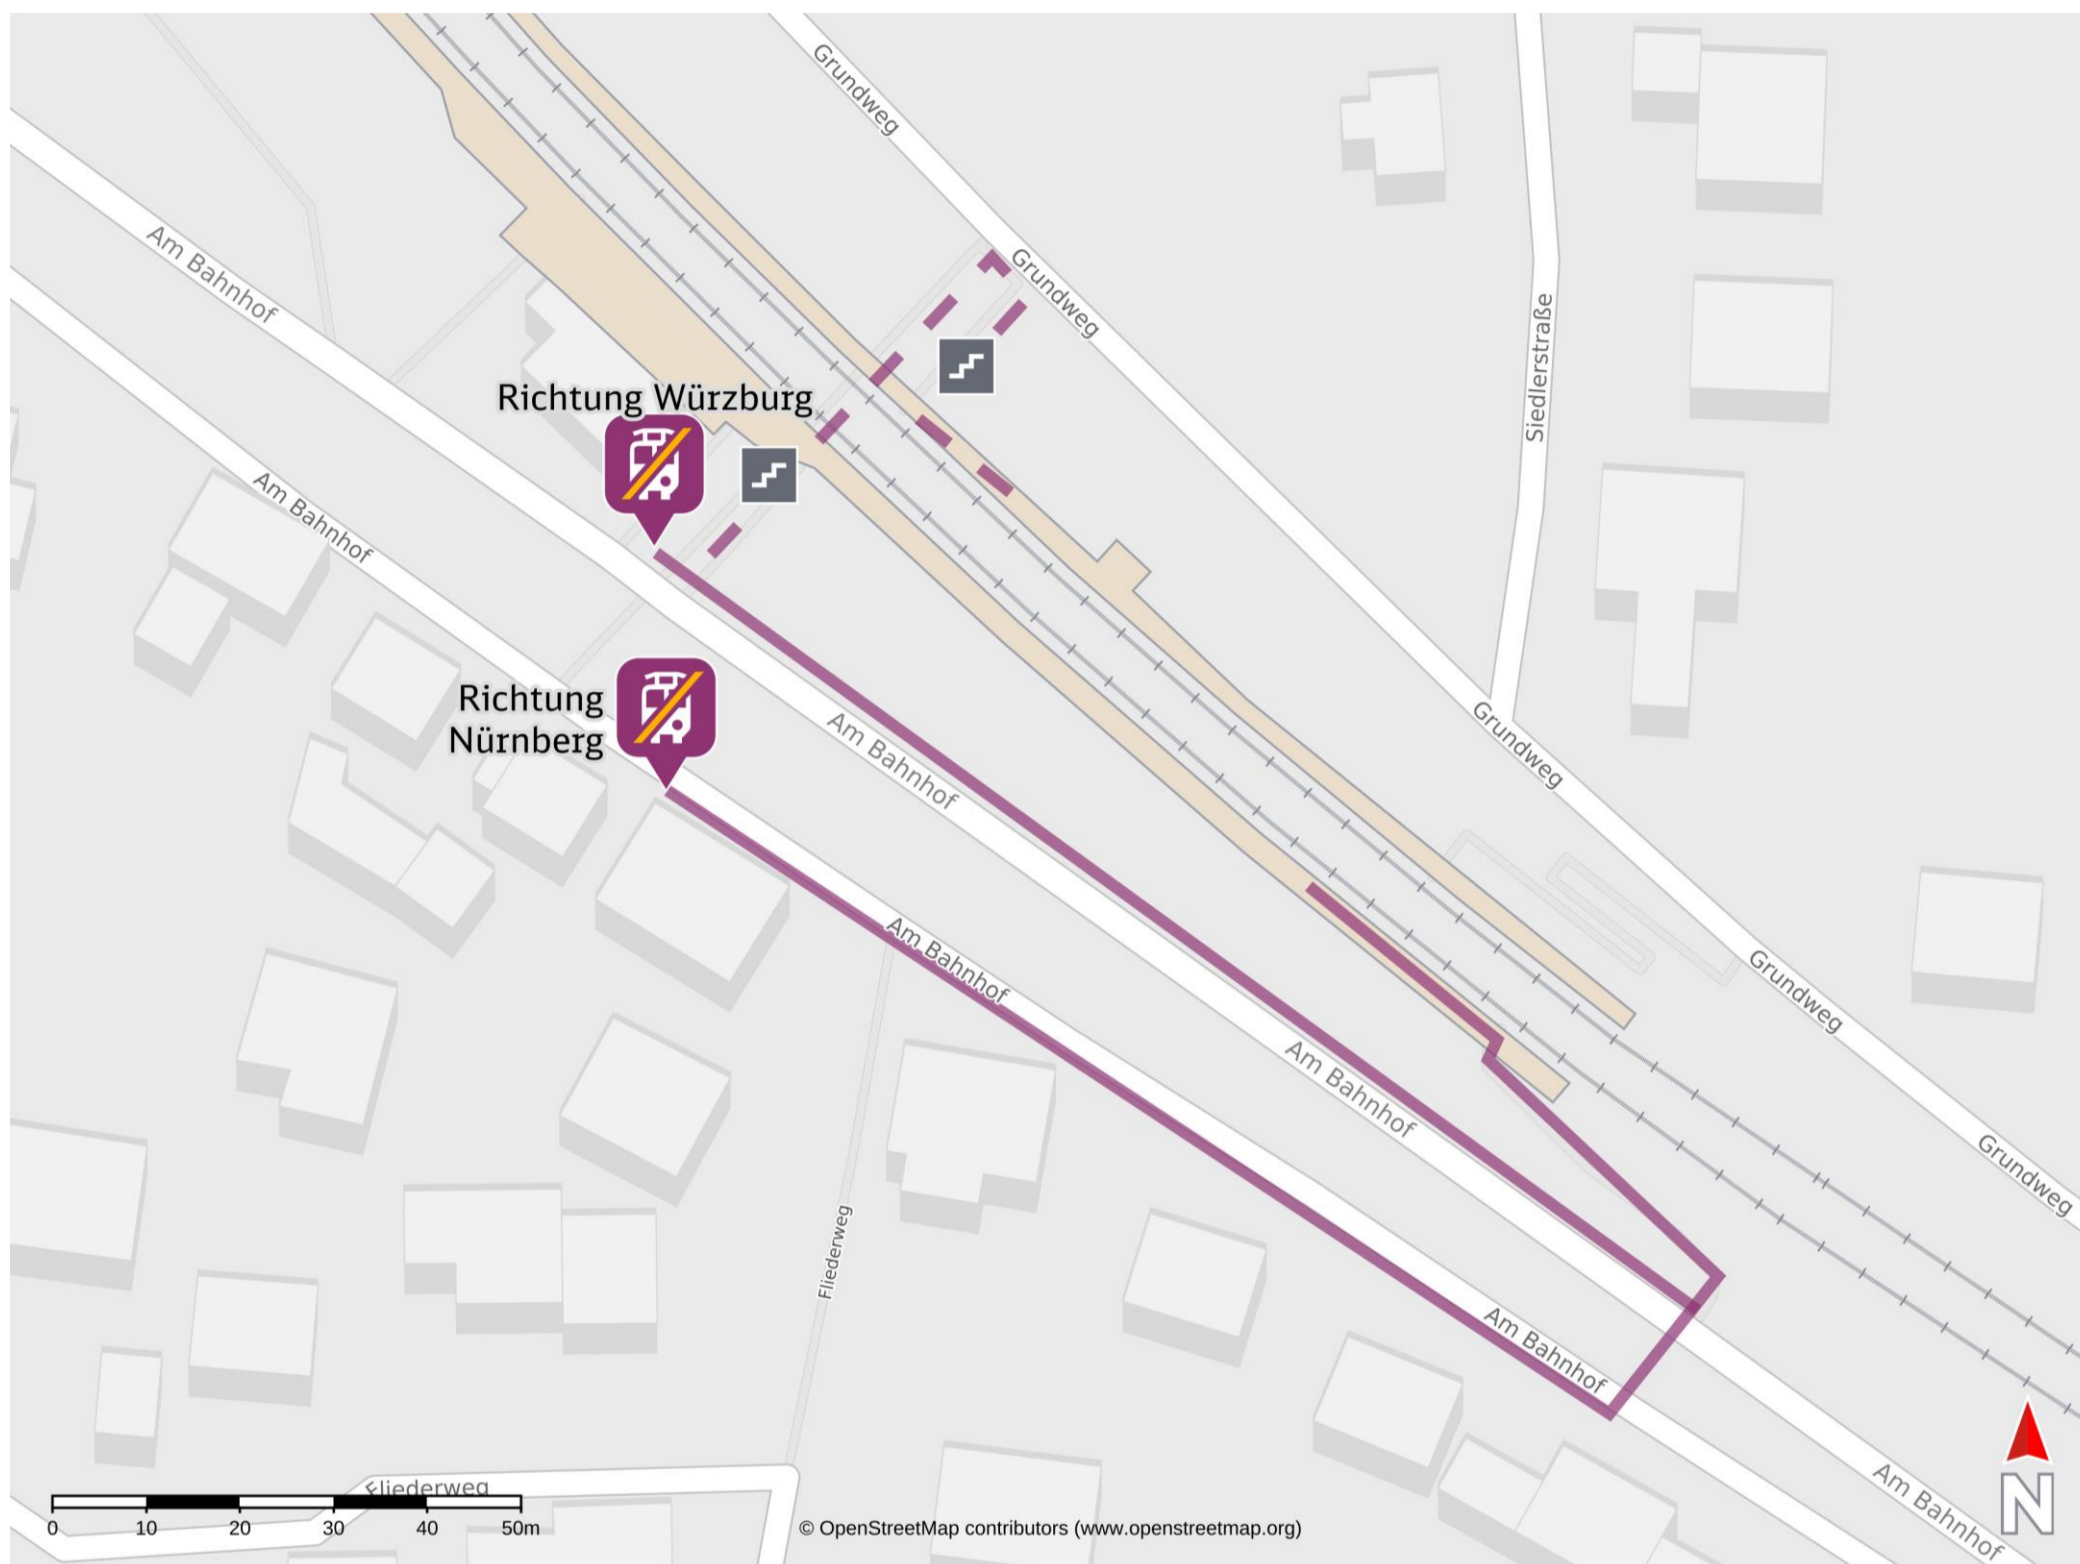 Grundweg
Am Bahnhof
Grundweg
Siedlerstraße
Richtung Würzburg
Am Bahnhof
Richtung
Nürnberg
Am Bahnhof
Grundweg
Am Bahnhof
Grundweg
Am Bahnhof
Grundweg
Fliederweg
Am Bahnhof
Fliederweg
Am Bahnhof
0 10 20 30 40 50m
© OpenStreetMap contributors (www.openstreetmap.org)
N